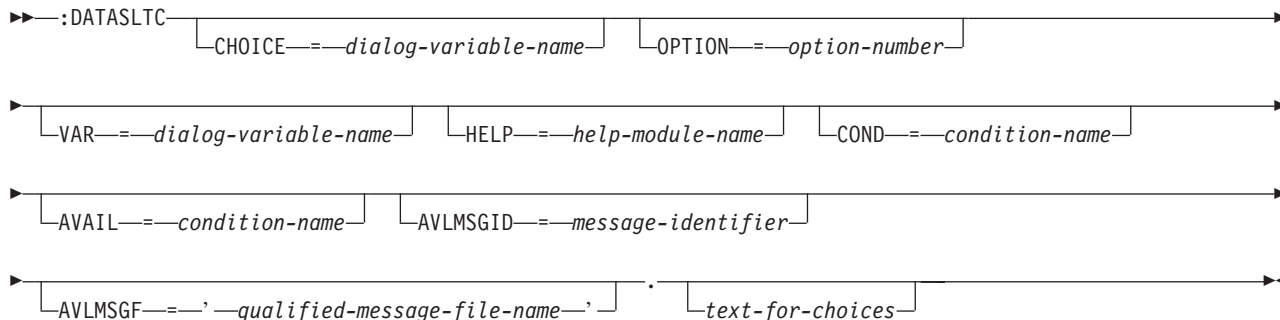 :DATASLTC
CHOICE = dialog-variable-name OPTION = option-number
VAR = dialog-variable-name HELP = help-module-name COND = condition-name
AVAIL = condition-name AVLMSGID = message-identifier
.
AVLMSGF = ’ qualified-message-file-name ’ text-for-choices